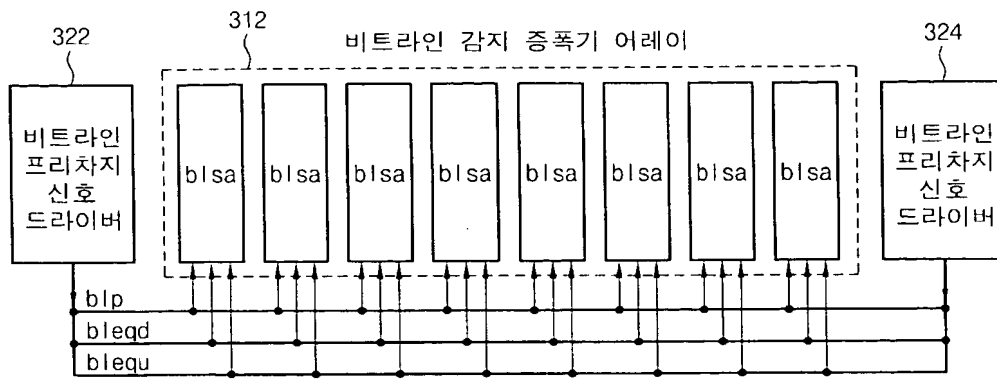 322
312
비트라인 감지 증폭기 어레이
324
비트라인
프리차지
신호
드라이버
blsa
blsa
blsa
blsa
blsa
blsa
blsa
blsa
비트라인
프리차지
신호
드라이버
blp
bleqd
blequ